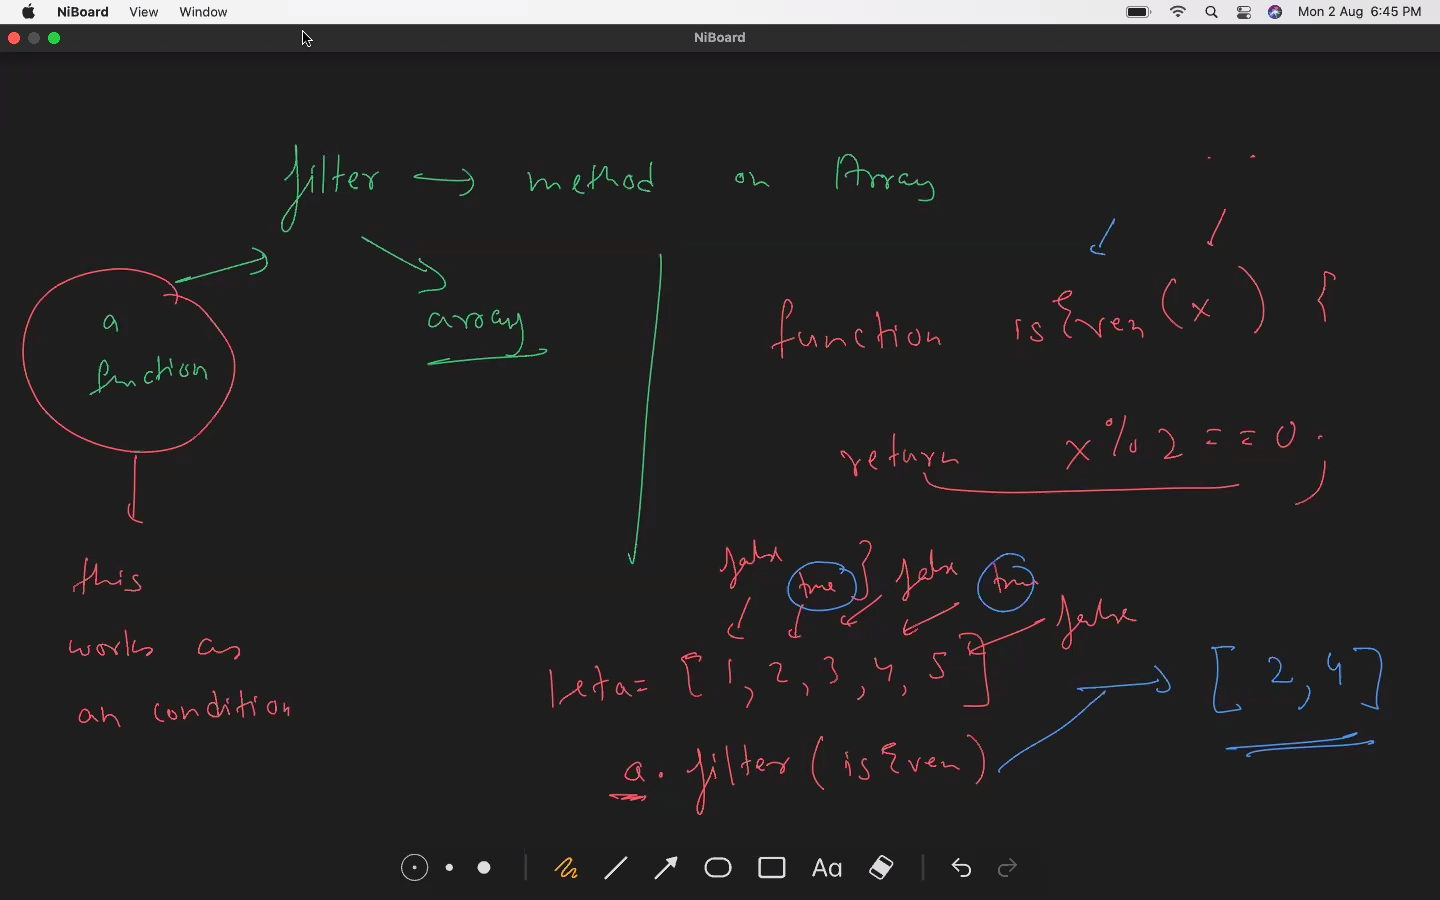 NiBoard View Window Mon 2 Aug 6:45 PM
NiBoard
filter → method on Array
a
function
array
function isEven(x) {
return x % 2 == 0 ;
false true } false true
false
this
works as
an condition
let a = [1, 2, 3, 4, 5]
[2, 4]
a.filter(isEven)
Aa